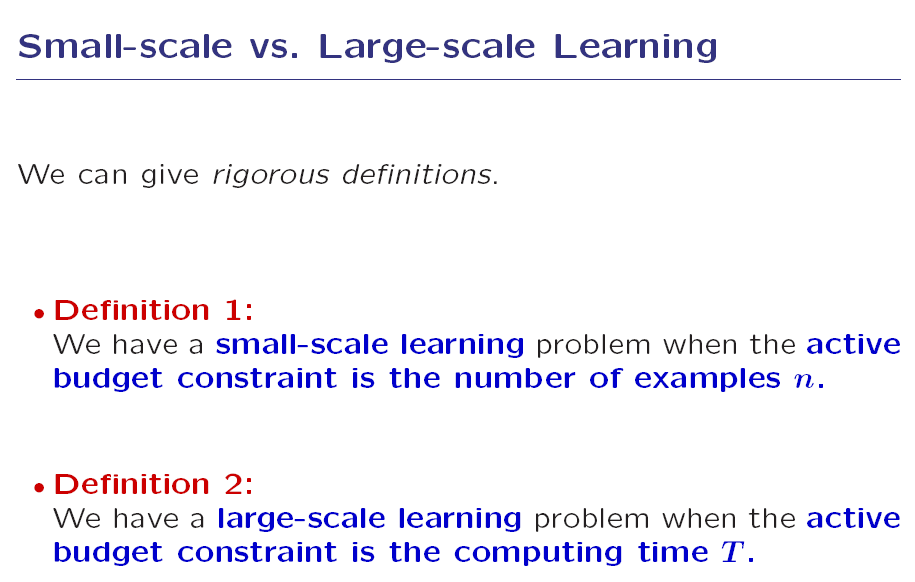 Small-scale vs. Large-scale Learning
We can give rigorous definitions.
• Definition 1:
We have a small-scale learning problem when the active
budget constraint is the number of examples n.
• Definition 2:
We have a large-scale learning problem when the active
budget constraint is the computing time T.